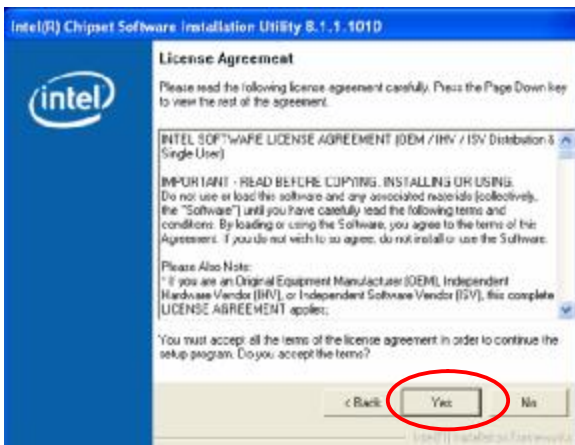 Intel(R) Chipset Software Installation Utility 8.1.1.1010
intel
License Agreement
Please read the following license agreement carefully. Press the Page Down key
to view the rest of the agreement.
INTEL SOFTWARE LICENSE AGREEMENT (OEM / IHV / ISV Distribution &
Single User)
IMPORTANT - READ BEFORE COPYING, INSTALLING OR USING.
Do not use or load this software and any associated materials (collectively,
the "Software") until you have carefully read the following terms and
conditions. By loading or using the Software, you agree to the terms of this
Agreement. If you do not wish to so agree, do not install or use the Software.
Please Also Note:
* If you are an Original Equipment Manufacturer (OEM), Independent
Hardware Vendor (IHV), or Independent Software Vendor (ISV), this complete
LICENSE AGREEMENT applies;
You must accept all the terms of the license agreement in order to continue the
setup program. Do you accept the terms?
< Back
Yes
No
Intel(R) Installation Framework